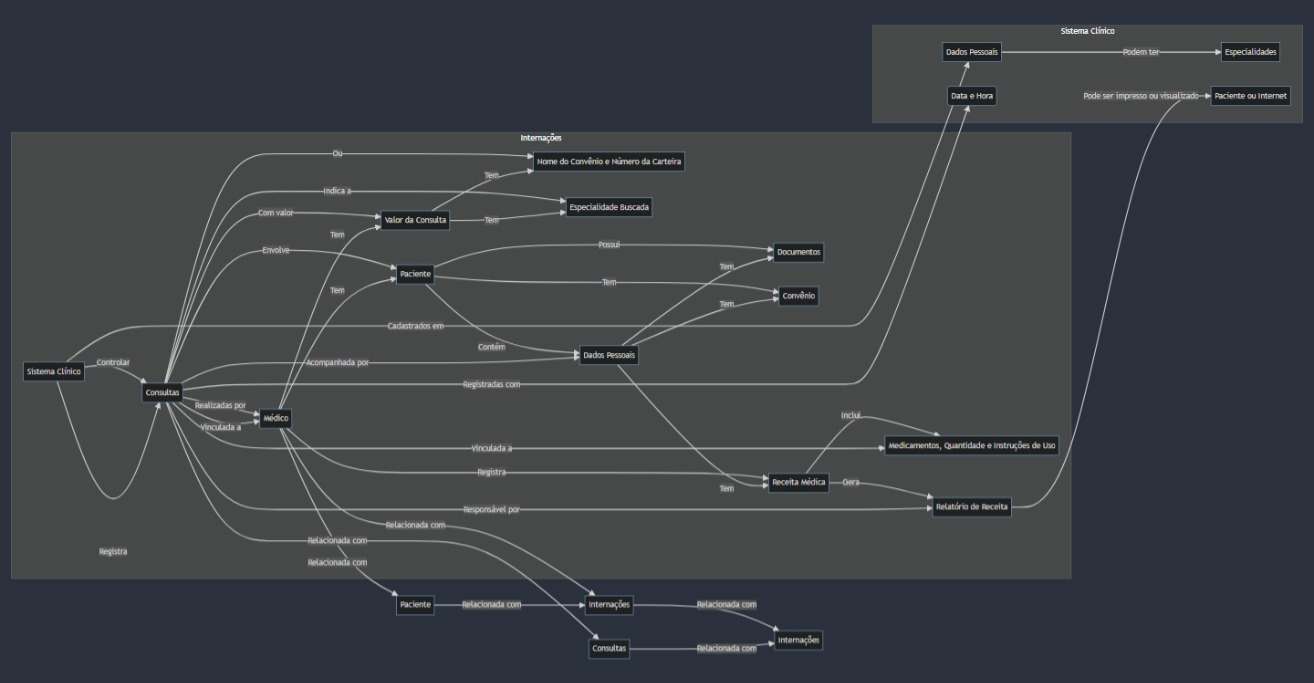 Sistema Clínico
Dados Pessoais
Podem ter
Especialidades
Data e Hora
Pode ser impresso ou visualizado
Paciente ou Internet
Internações
Ou
Nome do Convênio e Número da Carteira
Tem
Indica a
Especialidade Buscada
Com valor
Valor da Consulta
Tem
Tem
Envolve
Possui
Documentos
Paciente
Tem
Tem
Tem
Convênio
Tem
Cadastrados em
Contém
Dados Pessoais
Controlar
Acompanhada por
Sistema Clínico
Registradas com
Consultas
Realizadas por
Médico
Inclui
Vinculada a
Vinculada a
Medicamentos, Quantidade e Instruções de Uso
Registra
Receita Médica
Gera
Tem
Responsável por
Relatório de Receita
Relacionada com
Relacionada com
Registra
Relacionada com
Paciente
Relacionada com
Internações
Relacionada com
Internações
Consultas
Relacionada com